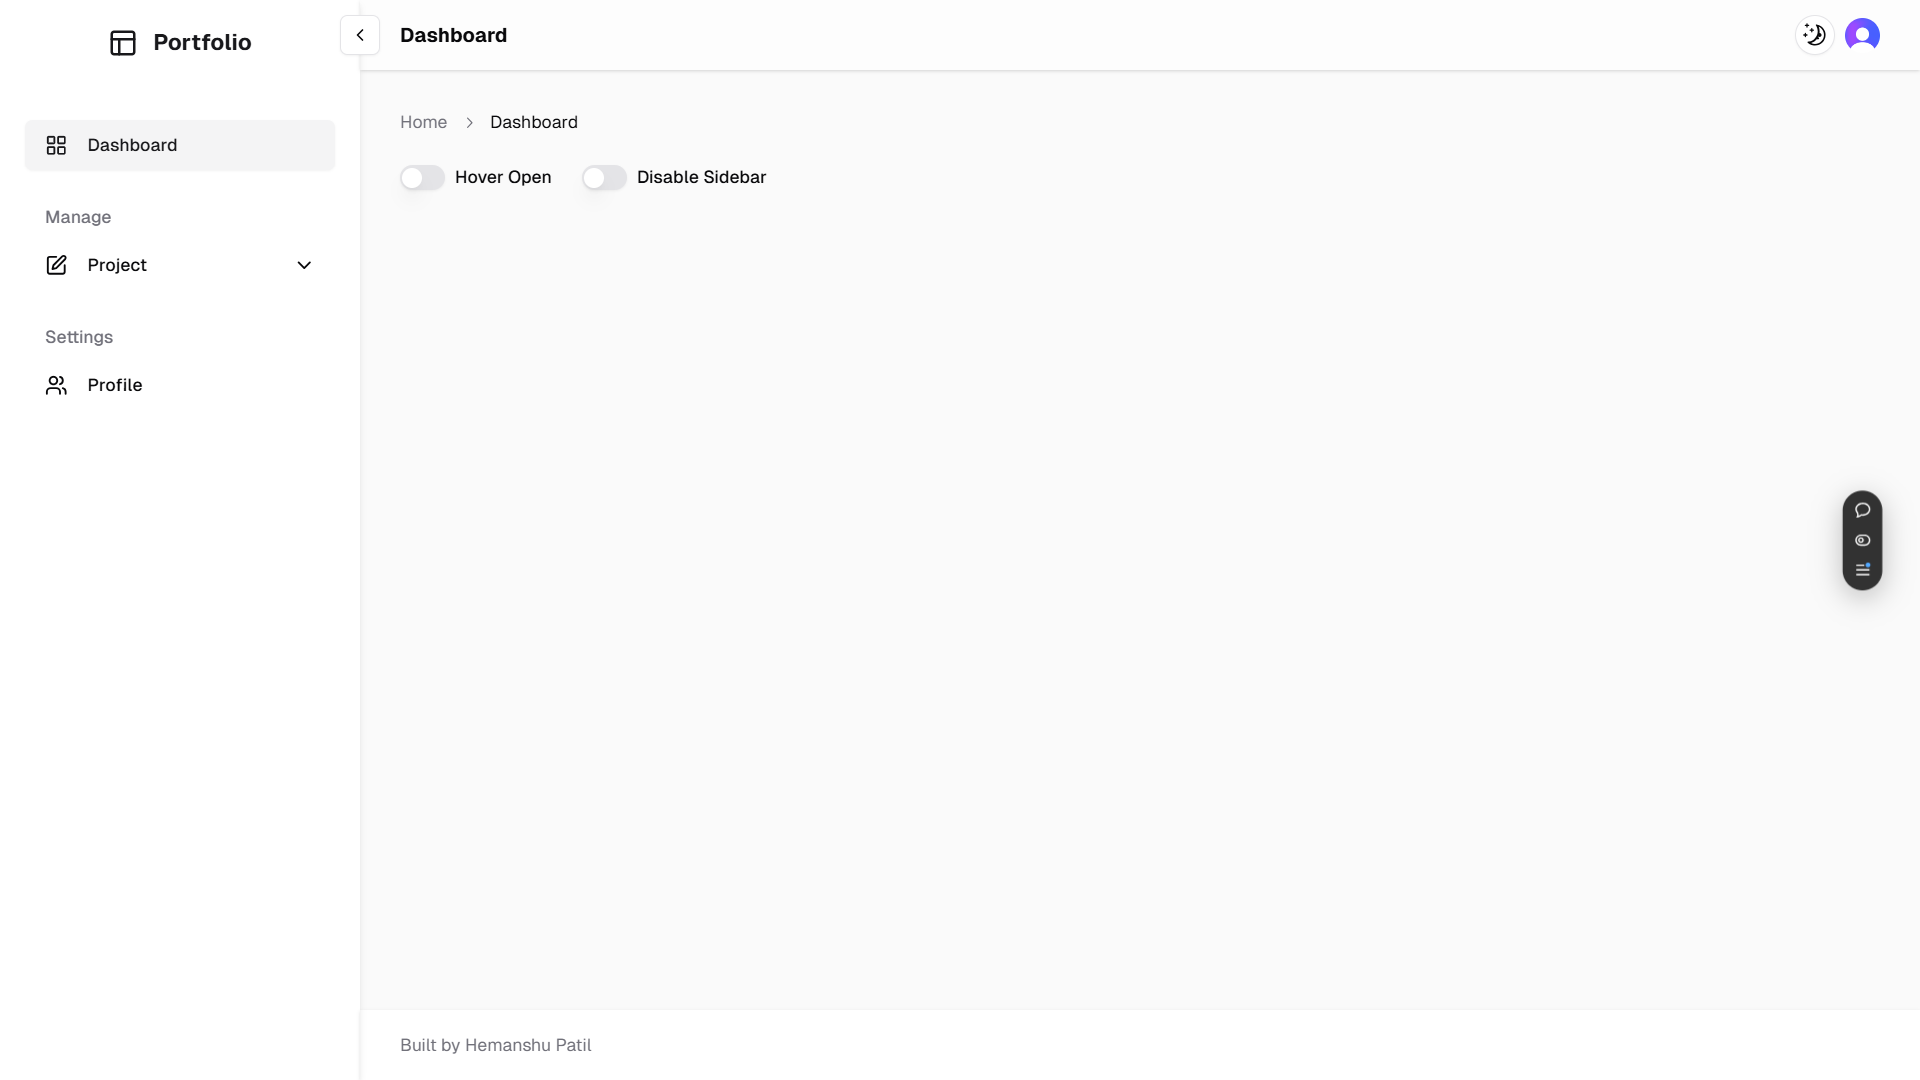 Portfolio
Dashboard
Dashboard
Manage
Project
Settings
Profile
Home
Dashboard
Hover Open
Disable Sidebar
Built by Hemanshu Patil